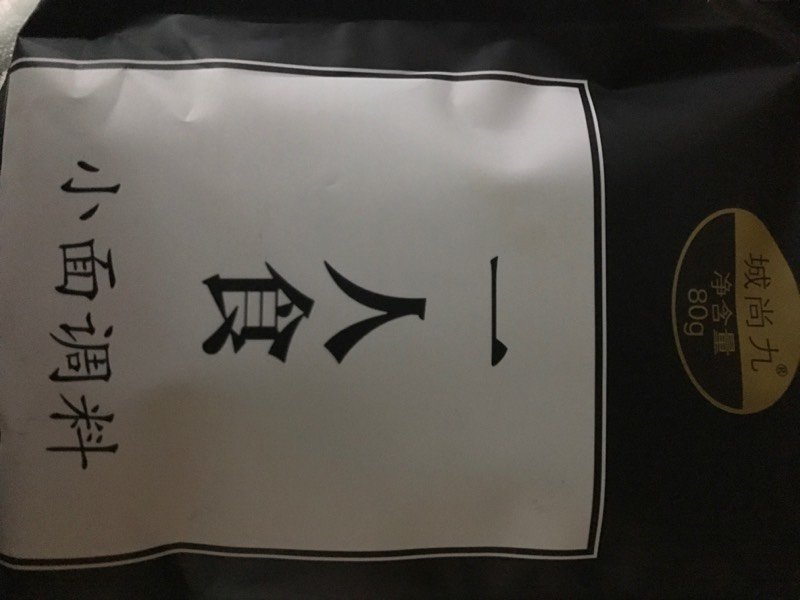 城尚九®
净含量
80g
一人食
小面调料